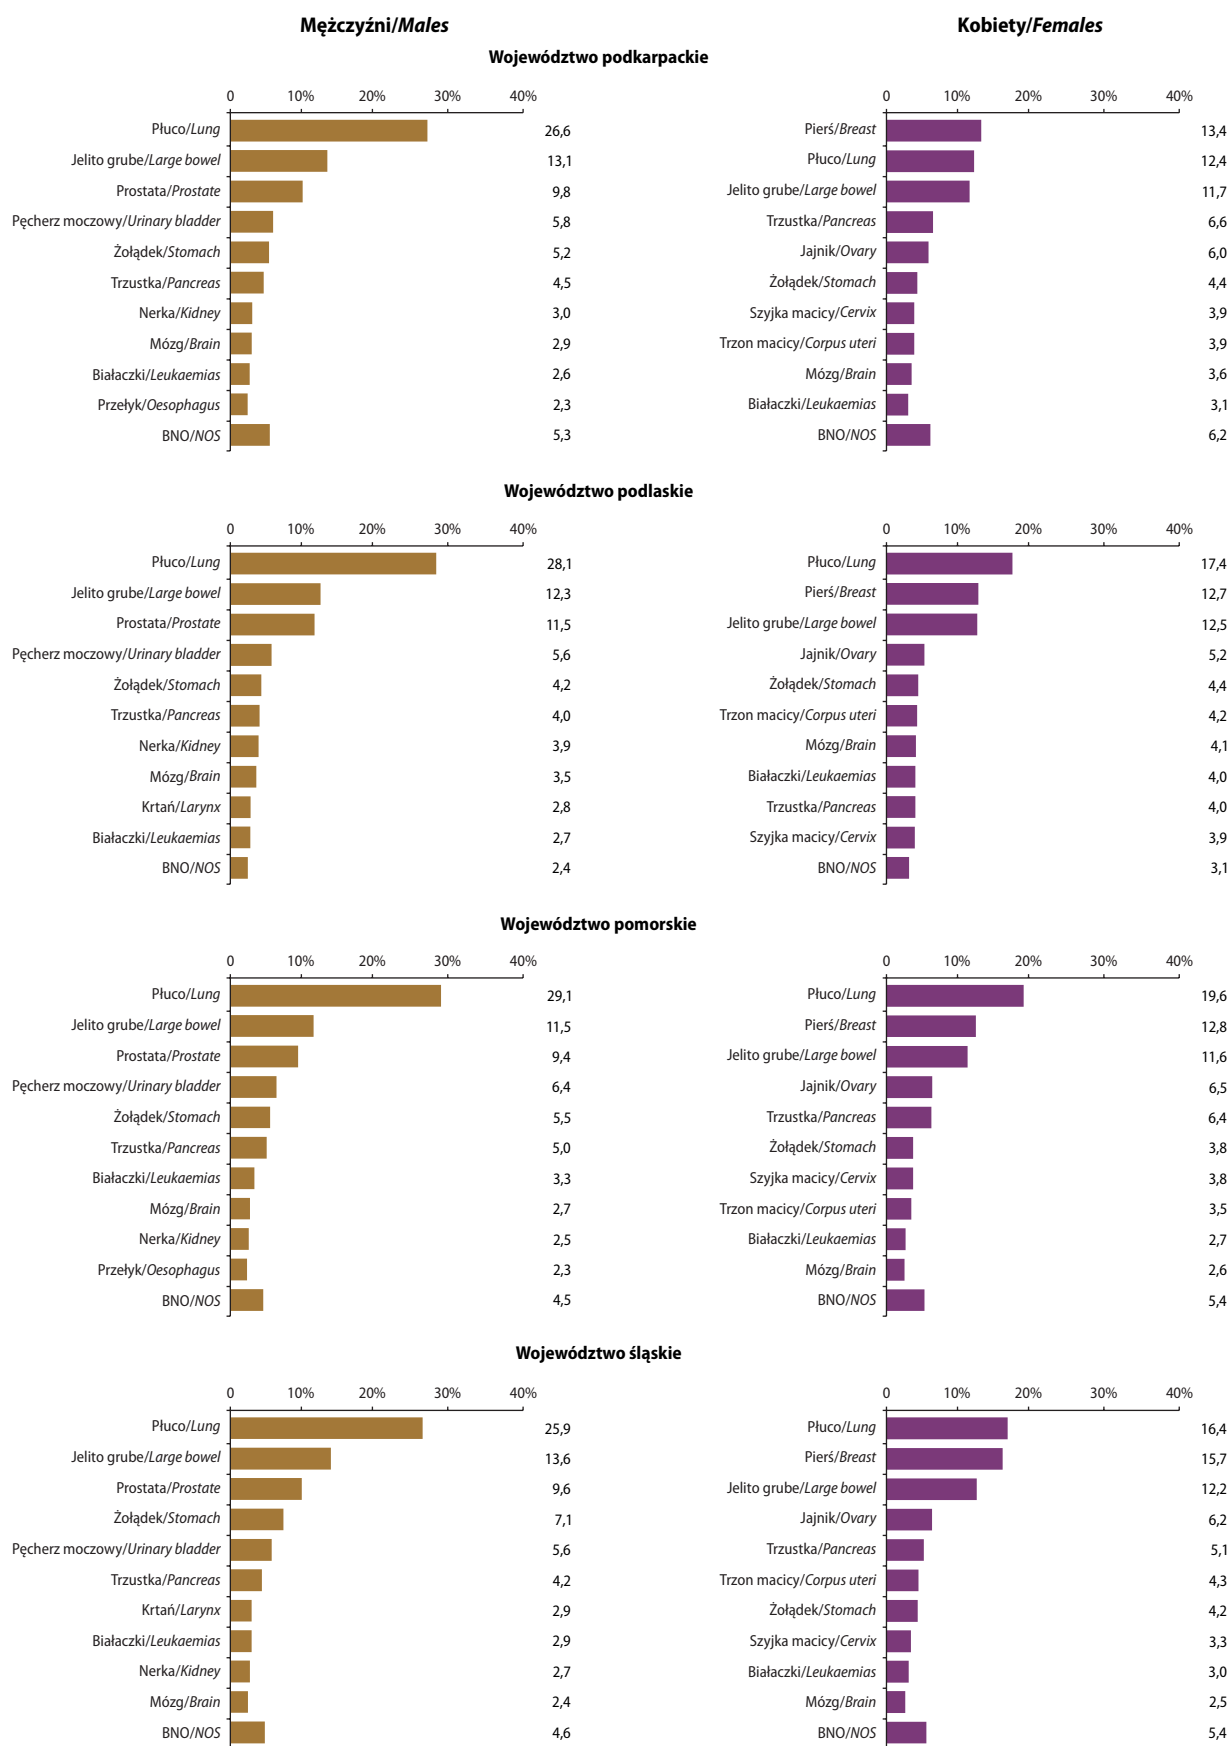 Mężczyźni/Males
Kobiety/Females
Województwo podkarpackie
0 10% 20% 30% 40%
Płuco/Lung 26,6
Jelito grube/Large bowel 13,1
Prostata/Prostate 9,8
Pęcherz moczowy/Urinary bladder 5,8
Żołądek/Stomach 5,2
Trzustka/Pancreas 4,5
Nerka/Kidney 3,0
Mózg/Brain 2,9
Białaczki/Leukaemias 2,6
Przełyk/Oesophagus 2,3
BNO/NOS 5,3
0 10% 20% 30% 40%
Pierś/Breast 13,4
Płuco/Lung 12,4
Jelito grube/Large bowel 11,7
Trzustka/Pancreas 6,6
Jajnik/Ovary 6,0
Żołądek/Stomach 4,4
Szyjka macicy/Cervix 3,9
Trzon macicy/Corpus uteri 3,9
Mózg/Brain 3,6
Białaczki/Leukaemias 3,1
BNO/NOS 6,2
Województwo podlaskie
0 10% 20% 30% 40%
Płuco/Lung 28,1
Jelito grube/Large bowel 12,3
Prostata/Prostate 11,5
Pęcherz moczowy/Urinary bladder 5,6
Żołądek/Stomach 4,2
Trzustka/Pancreas 4,0
Nerka/Kidney 3,9
Mózg/Brain 3,5
Krtań/Larynx 2,8
Białaczki/Leukaemias 2,7
BNO/NOS 2,4
0 10% 20% 30% 40%
Płuco/Lung 17,4
Pierś/Breast 12,7
Jelito grube/Large bowel 12,5
Jajnik/Ovary 5,2
Żołądek/Stomach 4,4
Trzon macicy/Corpus uteri 4,2
Mózg/Brain 4,1
Białaczki/Leukaemias 4,0
Trzustka/Pancreas 4,0
Szyjka macicy/Cervix 3,9
BNO/NOS 3,1
Województwo pomorskie
0 10% 20% 30% 40%
Płuco/Lung 29,1
Jelito grube/Large bowel 11,5
Prostata/Prostate 9,4
Pęcherz moczowy/Urinary bladder 6,4
Żołądek/Stomach 5,5
Trzustka/Pancreas 5,0
Białaczki/Leukaemias 3,3
Mózg/Brain 2,7
Nerka/Kidney 2,5
Przełyk/Oesophagus 2,3
BNO/NOS 4,5
0 10% 20% 30% 40%
Płuco/Lung 19,6
Pierś/Breast 12,8
Jelito grube/Large bowel 11,6
Jajnik/Ovary 6,5
Trzustka/Pancreas 6,4
Żołądek/Stomach 3,8
Szyjka macicy/Cervix 3,8
Trzon macicy/Corpus uteri 3,5
Białaczki/Leukaemias 2,7
Mózg/Brain 2,6
BNO/NOS 5,4
Województwo śląskie
0 10% 20% 30% 40%
Płuco/Lung 25,9
Jelito grube/Large bowel 13,6
Prostata/Prostate 9,6
Żołądek/Stomach 7,1
Pęcherz moczowy/Urinary bladder 5,6
Trzustka/Pancreas 4,2
Krtań/Larynx 2,9
Białaczki/Leukaemias 2,9
Nerka/Kidney 2,7
Mózg/Brain 2,4
BNO/NOS 4,6
0 10% 20% 30% 40%
Płuco/Lung 16,4
Pierś/Breast 15,7
Jelito grube/Large bowel 12,2
Jajnik/Ovary 6,2
Trzustka/Pancreas 5,1
Trzon macicy/Corpus uteri 4,3
Żołądek/Stomach 4,2
Szyjka macicy/Cervix 3,3
Białaczki/Leukaemias 3,0
Mózg/Brain 2,5
BNO/NOS 5,4